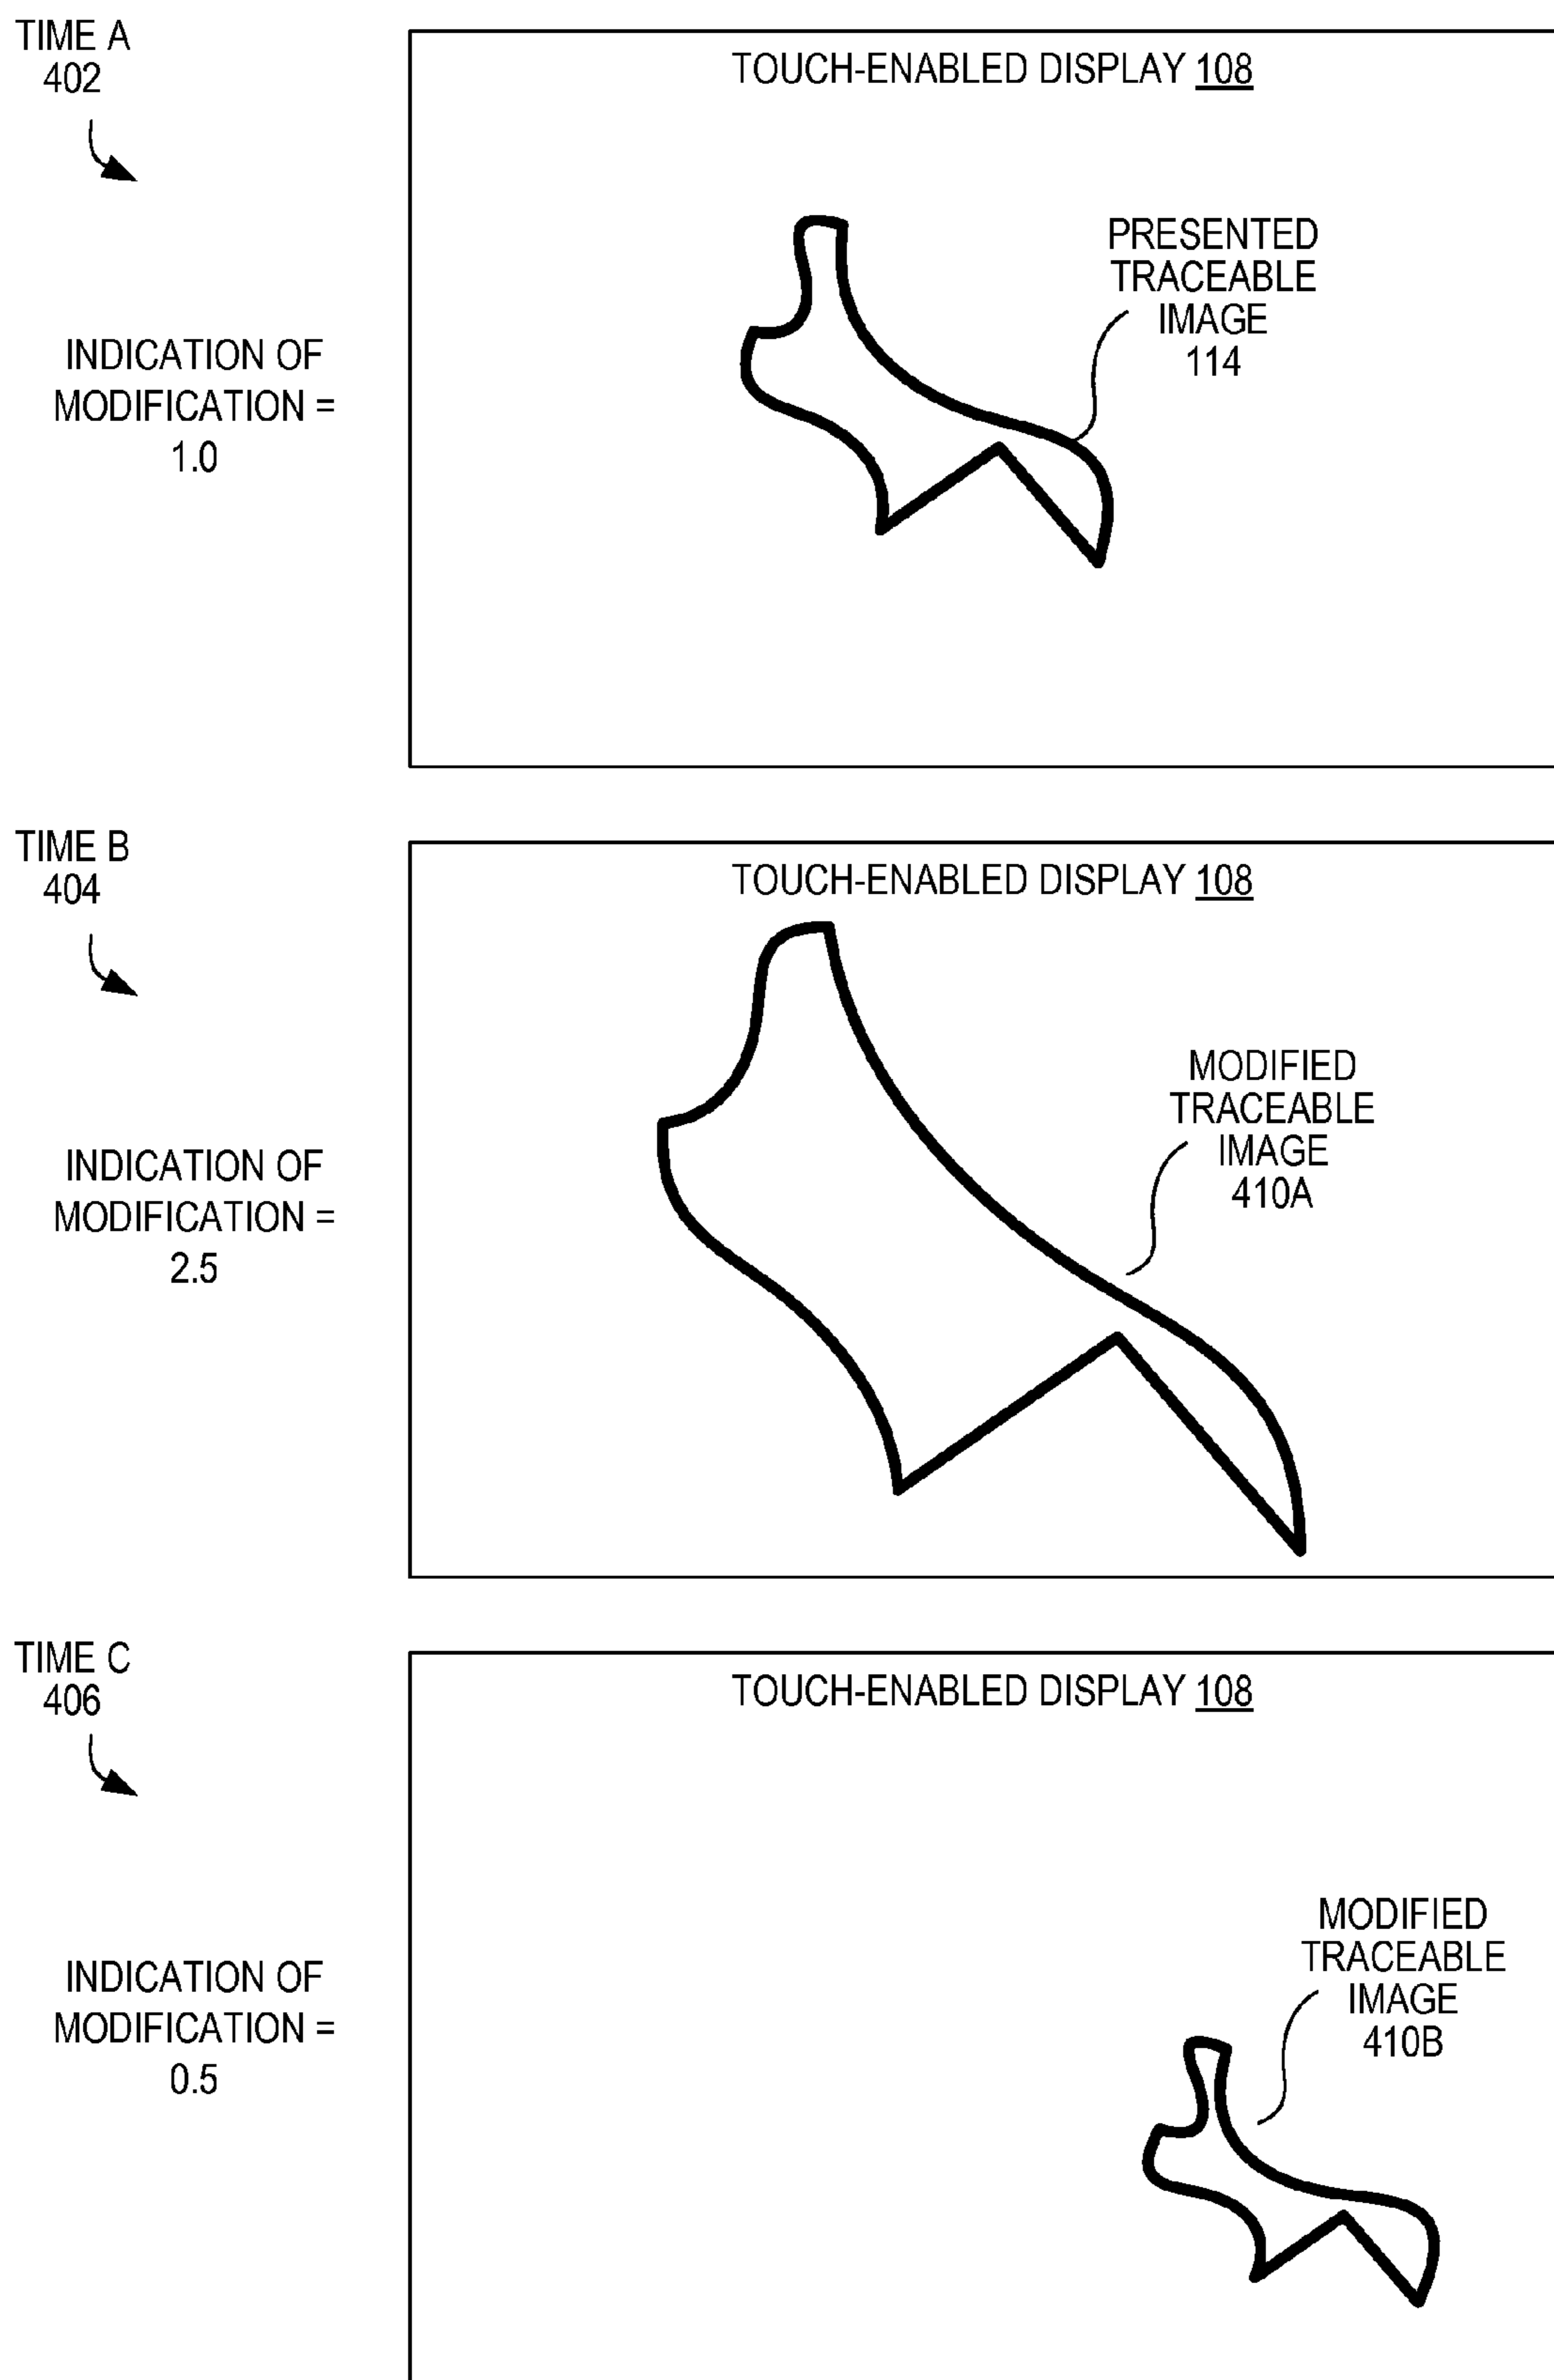 TIME A
402
TOUCH-ENABLED DISPLAY 108
PRESENTED
TRACEABLE
IMAGE
114
INDICATION OF
MODIFICATION =
1.0
TIME B
404
TOUCH-ENABLED DISPLAY 108
MODIFIED
TRACEABLE
IMAGE
410A
INDICATION OF
MODIFICATION =
2.5
TIME C
406
TOUCH-ENABLED DISPLAY 108
MODIFIED
TRACEABLE
IMAGE
410B
INDICATION OF
MODIFICATION =
0.5